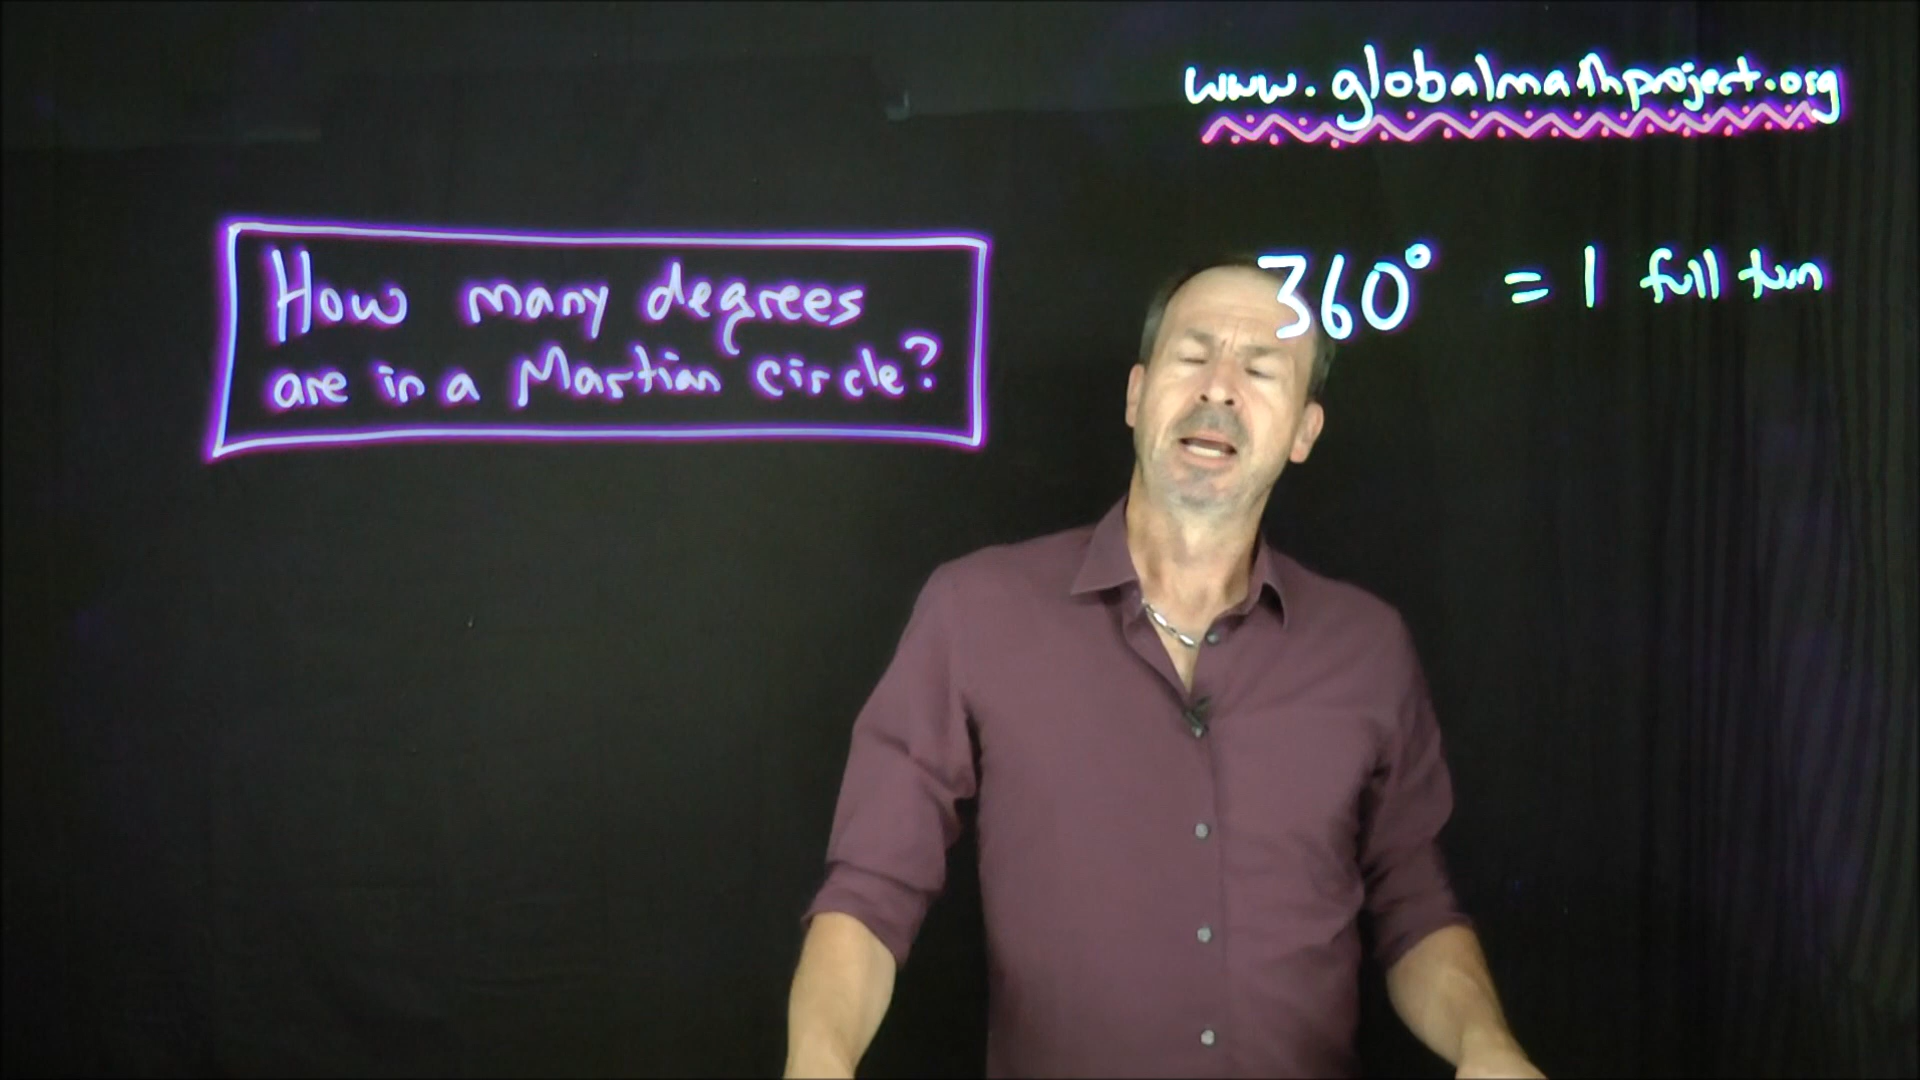 www.globalmathproject.org
How many degrees
are in a Martian circle?
360° = 1 full turn